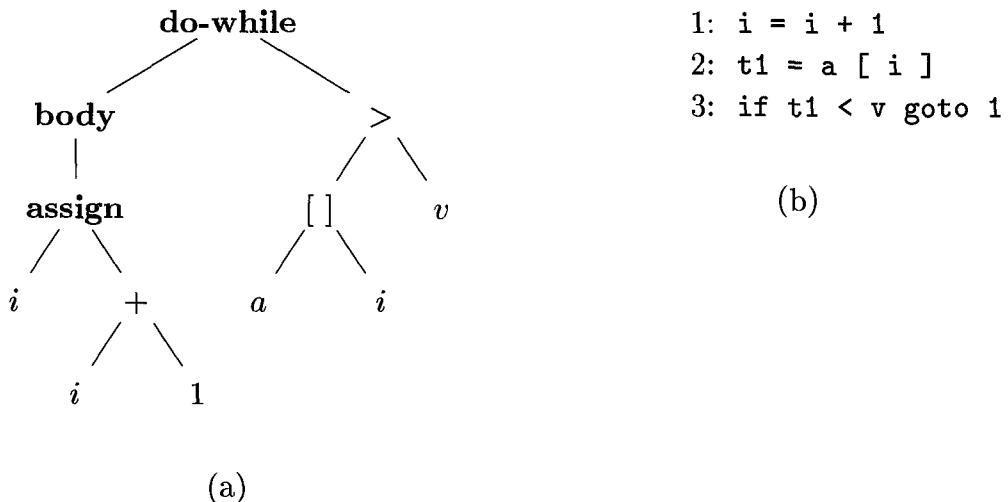 do-while
1: i = i + 1
2: t1 = a [ i ]
3: if t1 < v goto 1
body
>
assign
[ ]
v
(b)
i
+
a
i
i
1
(a)